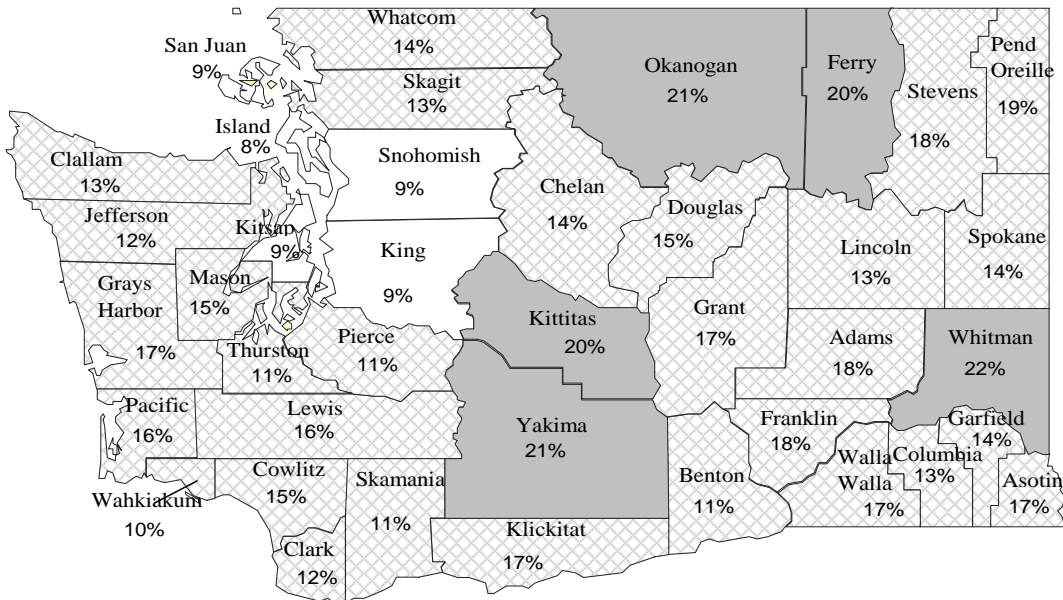 Whatcom
14%
San Juan
9%
Skagit
13%
Okanogan
21%
Ferry
20%
Stevens
18%
Pend
Oreille
19%
Island
8%
Clallam
13%
Snohomish
9%
Chelan
14%
Jefferson
12%
Kitsap
9%
Douglas
15%
Lincoln
13%
Spokane
14%
King
9%
Mason
15%
Grays
Harbor
17%
Grant
17%
Kittitas
20%
Pierce
11%
Thurston
11%
Adams
18%
Whitman
22%
Pacific
16%
Lewis
16%
Yakima
21%
Franklin
18%
Garfield
14%
Columbia
13%
Walla
Walla
17%
Asotin
17%
Benton
11%
Wahkiakum
10%
Cowlitz
15%
Skamania
11%
Klickitat
17%
Clark
12%